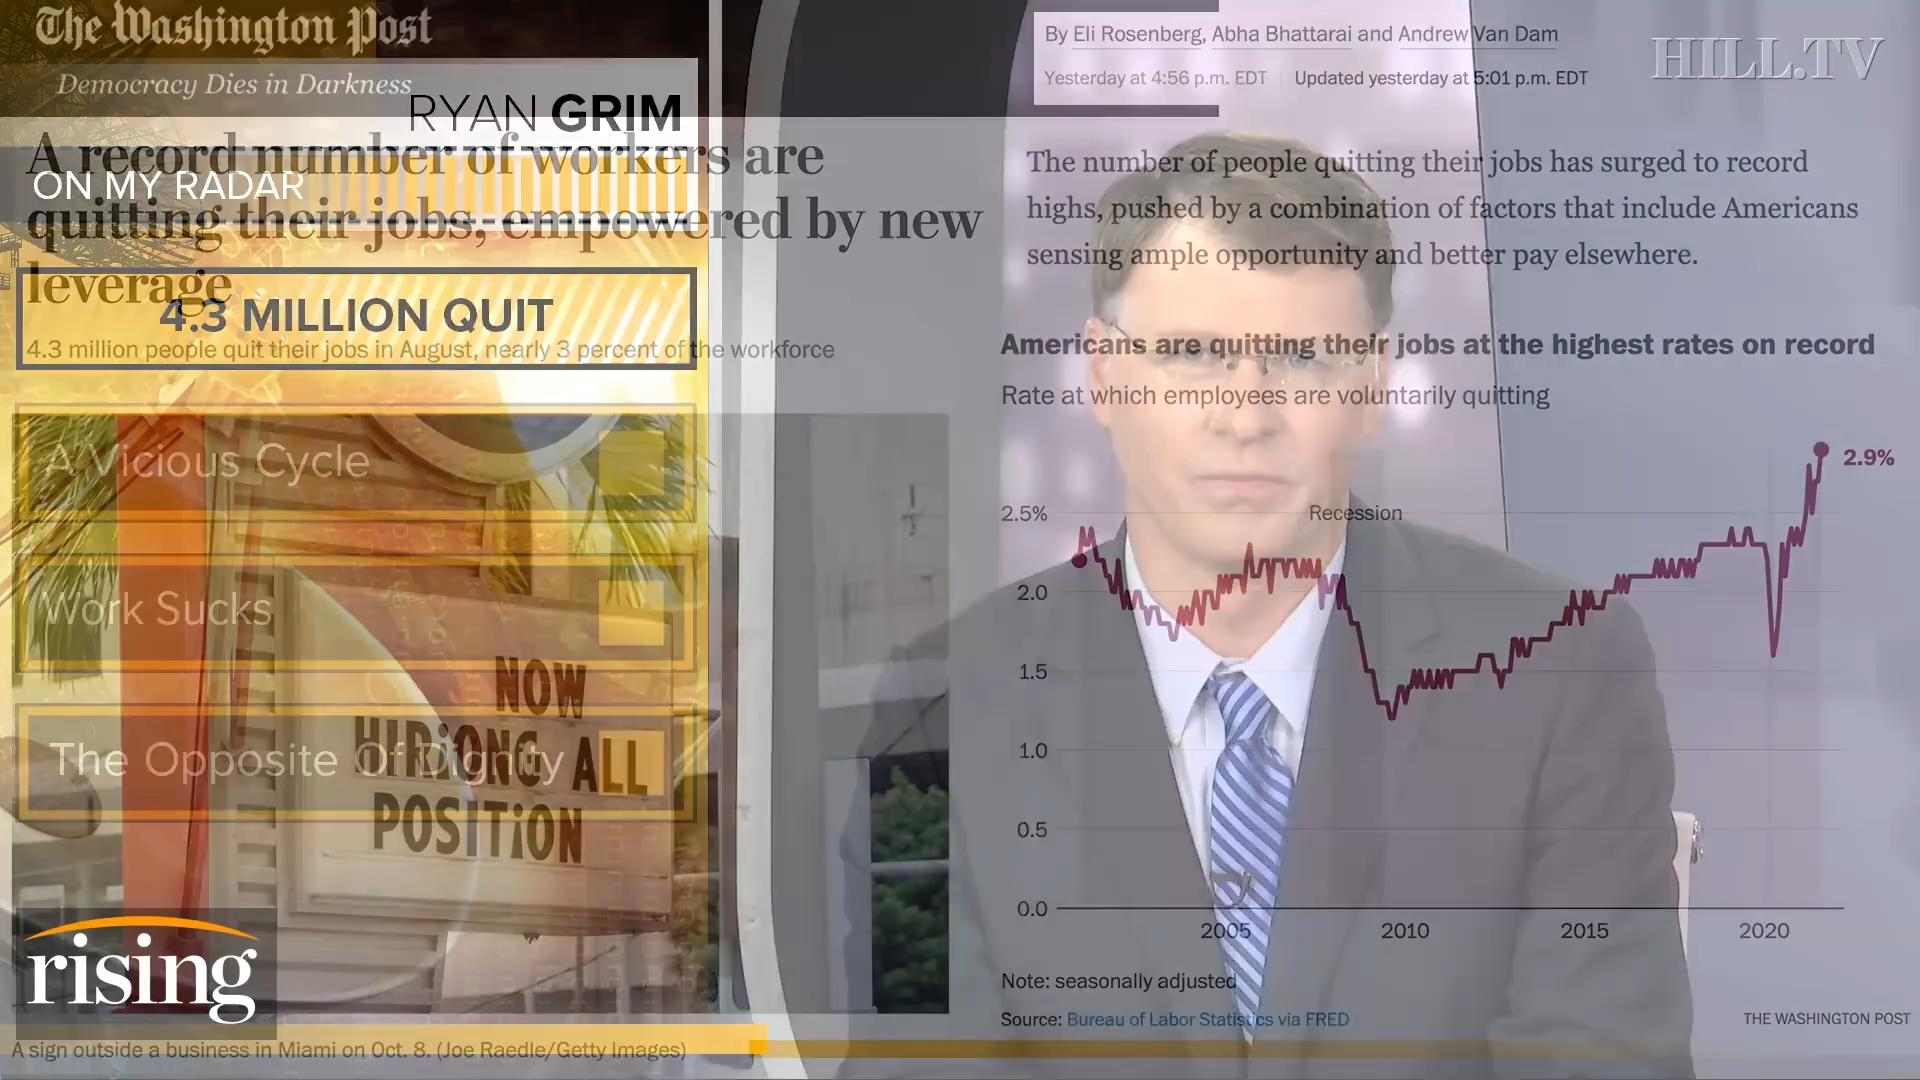 The Washington Post
Democracy Dies in Darkness
RYAN GRIM
A record number of workers are
ON MY RADAR
quitting their jobs, empowered by new
leverage
4.3 MILLION QUIT
4.3 million people quit their jobs in August, nearly 3 percent of the workforce
A Vicious Cycle
Work Sucks
The Opposite Of Dignity
NOW
HIRiONG ALL
POSiTiON
rising
A sign outside a business in Miami on Oct. 8. (Joe Raedle/Getty Images)
By Eli Rosenberg, Abha Bhattarai and Andrew Van Dam
Yesterday at 4:56 p.m. EDT | Updated yesterday at 5:01 p.m. EDT
HILL.TV
The number of people quitting their jobs has surged to record
highs, pushed by a combination of factors that include Americans
sensing ample opportunity and better pay elsewhere.
Americans are quitting their jobs at the highest rates on record
Rate at which employees are voluntarily quitting
2.9%
2.5%
Recession
2.0
1.5
1.0
0.5
0.0
2005 2010 2015 2020
Note: seasonally adjusted
Source: Bureau of Labor Statistics via FRED
THE WASHINGTON POST